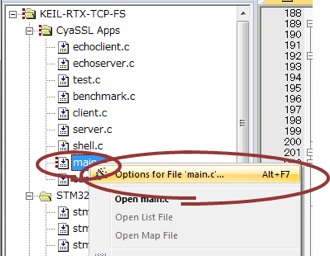 KEIL-RTX-TCP-FS
CyaSSL Apps
echoclient.c
echoserver.c
test.c
benchmark.c
client.c
server.c
shell.c
main
Options for File 'main.c'... Alt+F7
Open main.c
Open List File
Open Map File
STM32
stm
stm
stm
188
189
190
191
192
193
194
195
196
197
198
199
200
201